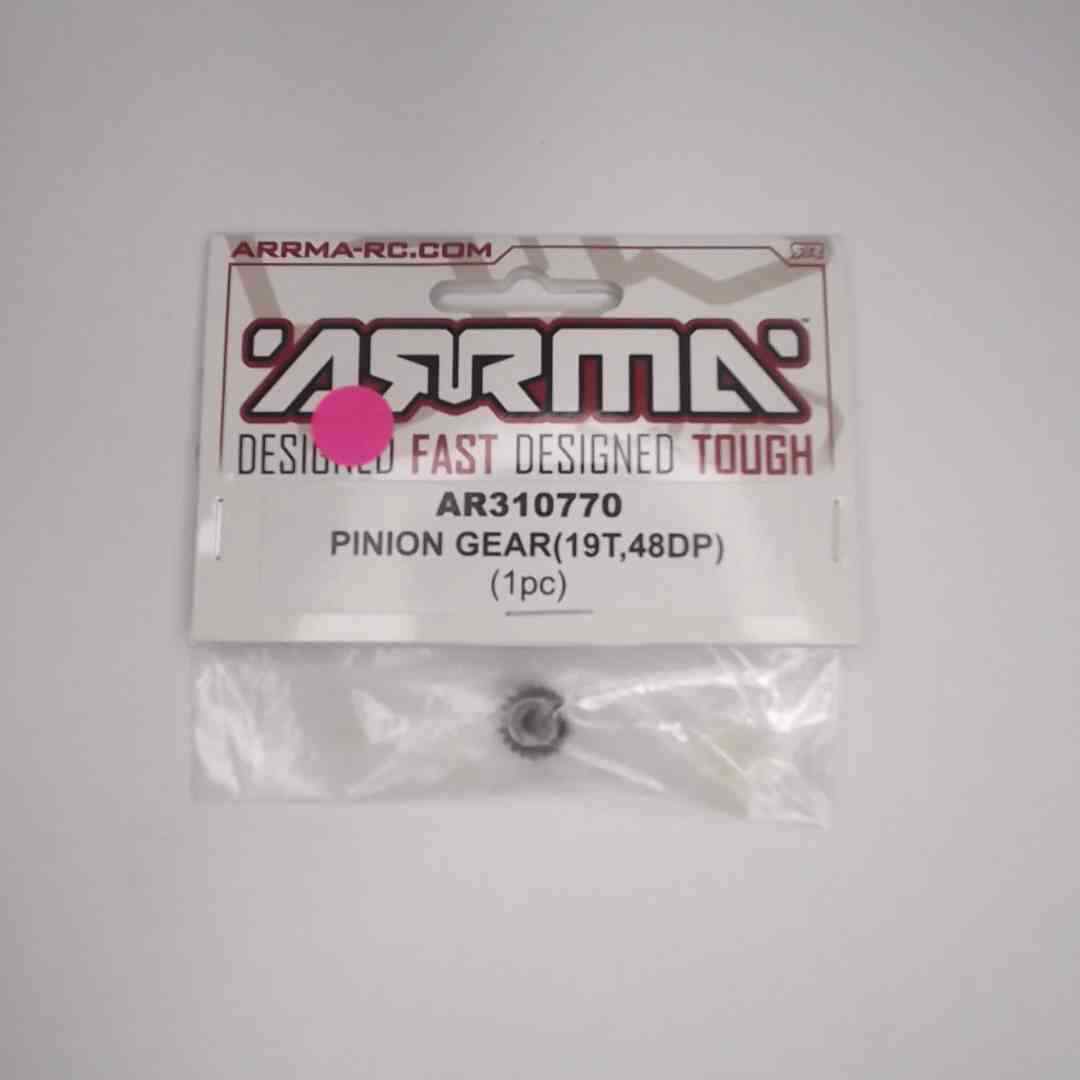 ARRMA-RC.COM
ARRMA
DESIGNED FAST DESIGNED TOUGH
AR310770
PINION GEAR(19T,48DP)
(1pc)